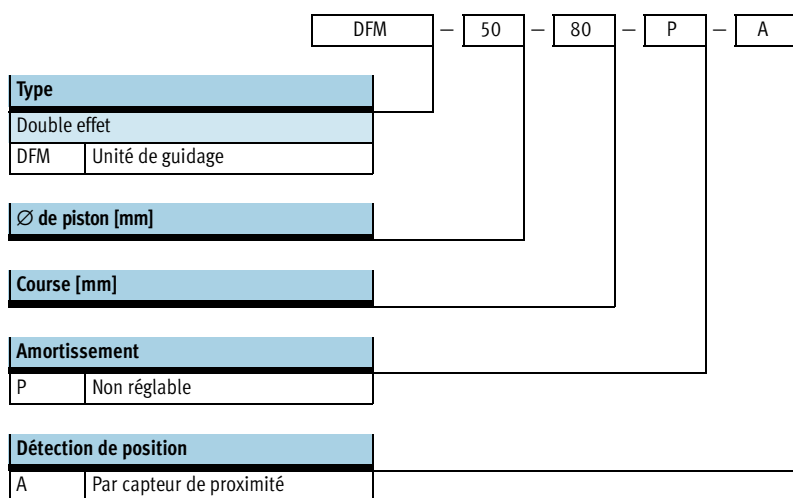 DFM – 50 – 80 – P – A
Type
Double effet
DFM Unité de guidage
∅ de piston [mm]
Course [mm]
Amortissement
P Non réglable
Détection de position
A Par capteur de proximité